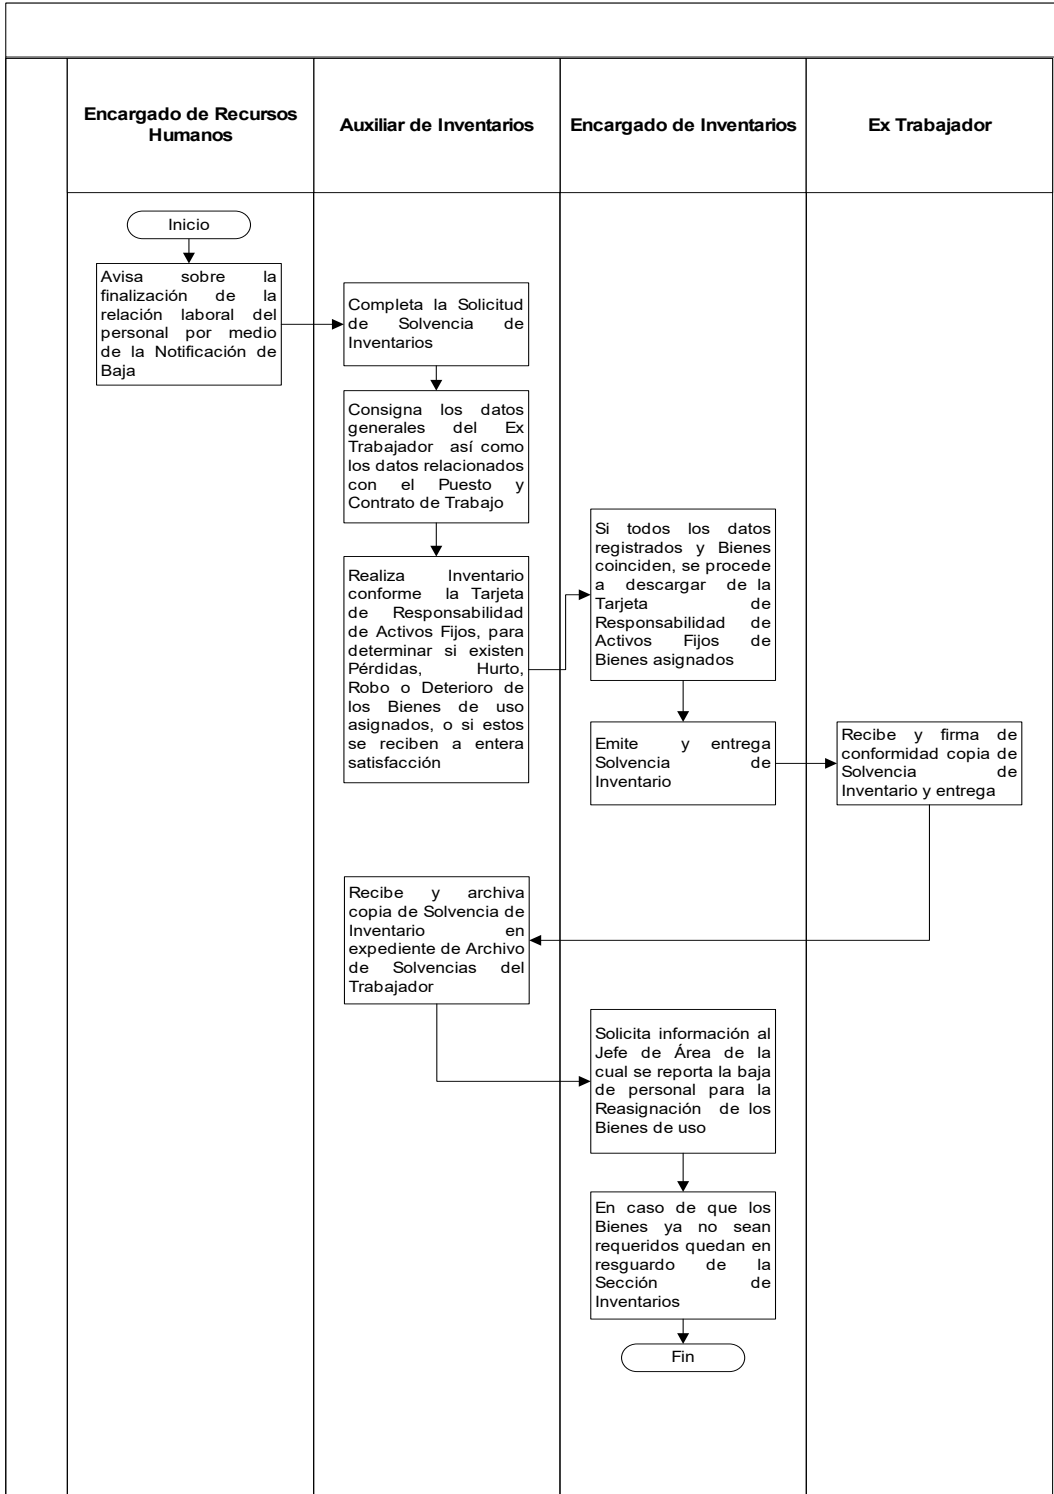 Encargado de Recursos
Humanos
Auxiliar de Inventarios
Encargado de Inventarios
Ex Trabajador
Inicio
Avisa sobre la
finalización de la
relación laboral del
personal por medio
de la Notificación de
Baja
Completa la Solicitud
de Solvencia de
Inventarios
Consigna los datos
generales del Ex
Trabajador así como
los datos relacionados
con el Puesto y
Contrato de Trabajo
Realiza Inventario
conforme la Tarjeta
de Responsabilidad
de Activos Fijos, para
determinar si existen
Pérdidas, Hurto,
Robo o Deterioro de
los Bienes de uso
asignados, o si estos
se reciben a entera
satisfacción
Si todos los datos
registrados y Bienes
coinciden, se procede
a descargar de la
Tarjeta de
Responsabilidad de
Activos Fijos de
Bienes asignados
Emite y entrega
Solvencia de
Inventario
Recibe y firma de
conformidad copia de
Solvencia de
Inventario y entrega
Recibe y archiva
copia de Solvencia de
Inventario en
expediente de Archivo
de Solvencias del
Trabajador
Solicita información al
Jefe de Área de la
cual se reporta la baja
de personal para la
Reasignación de los
Bienes de uso
En caso de que los
Bienes ya no sean
requeridos quedan en
resguardo de la
Sección de
Inventarios
Fin